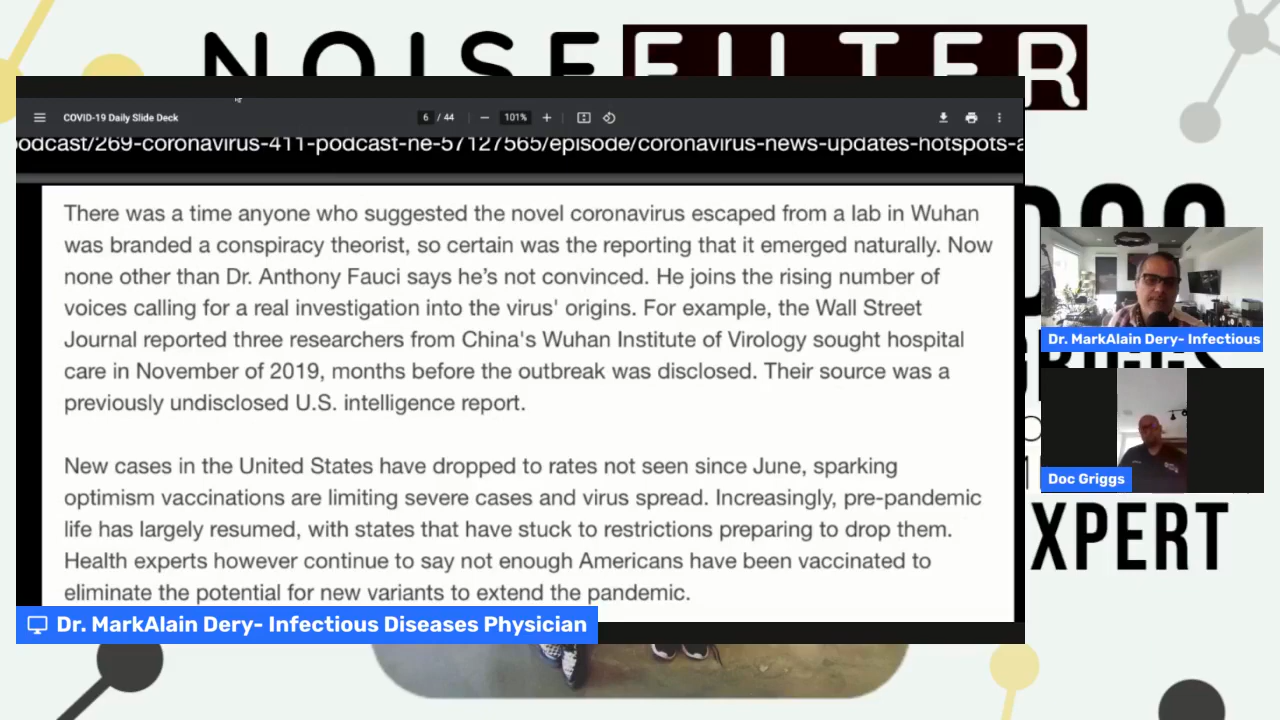 NOISEFILTER
COVID-19 Daily Slide Deck
6 / 44
101%
odcast/269-coronavirus-411-podcast-ne-57127565/episode/coronavirus-news-updates-hotspots-a
There was a time anyone who suggested the novel coronavirus escaped from a lab in Wuhan
was branded a conspiracy theorist, so certain was the reporting that it emerged naturally. Now
none other than Dr. Anthony Fauci says he’s not convinced. He joins the rising number of
voices calling for a real investigation into the virus' origins. For example, the Wall Street
Journal reported three researchers from China's Wuhan Institute of Virology sought hospital
care in November of 2019, months before the outbreak was disclosed. Their source was a
previously undisclosed U.S. intelligence report.
New cases in the United States have dropped to rates not seen since June, sparking
optimism vaccinations are limiting severe cases and virus spread. Increasingly, pre-pandemic
life has largely resumed, with states that have stuck to restrictions preparing to drop them.
Health experts however continue to say not enough Americans have been vaccinated to
eliminate the potential for new variants to extend the pandemic.
Dr. MarkAlain Dery- Infectious Diseases Physician
Dr. MarkAlain Dery- Infectious
Doc Griggs
XPERT